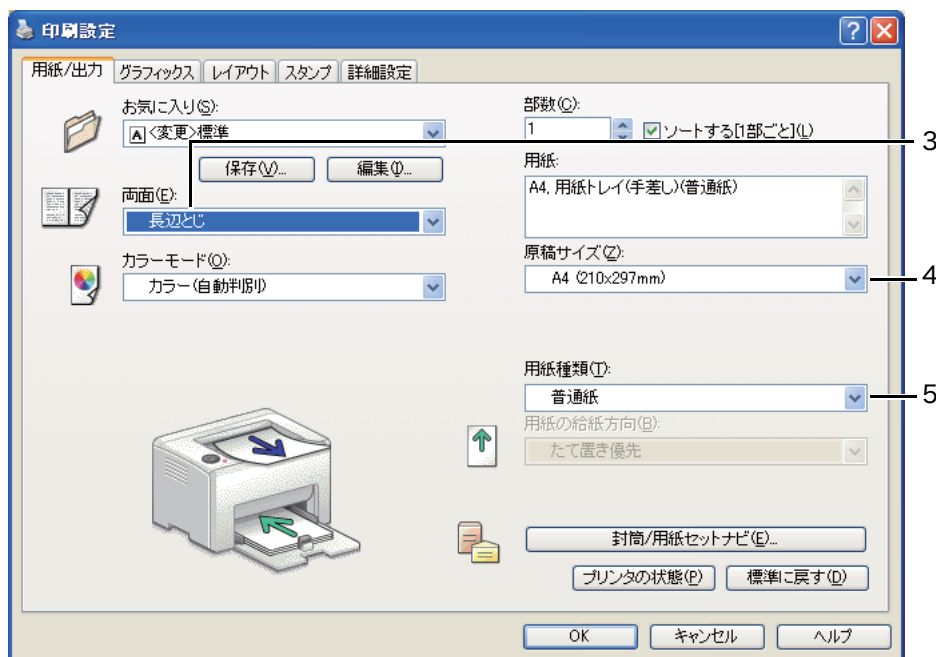 印刷設定
用紙/出力 グラフィックス レイアウト スタンプ 詳細設定
お気に入り(S):
A <変更>標準
保存(V)... 編集(I)...
両面(E):
長辺とじ
カラーモード(O):
カラー(自動判別)
部数(C):
1 ソートする[1部ごと](L)
3
用紙:
A4, 用紙トレイ(手差し)(普通紙)
原稿サイズ(Z):
A4 (210x297mm)
4
用紙種類(T):
普通紙
5
用紙の給紙方向(B):
たて置き優先
封筒/用紙セットナビ(E)...
プリンタの状態(P) 標準に戻す(D)
OK キャンセル ヘルプ